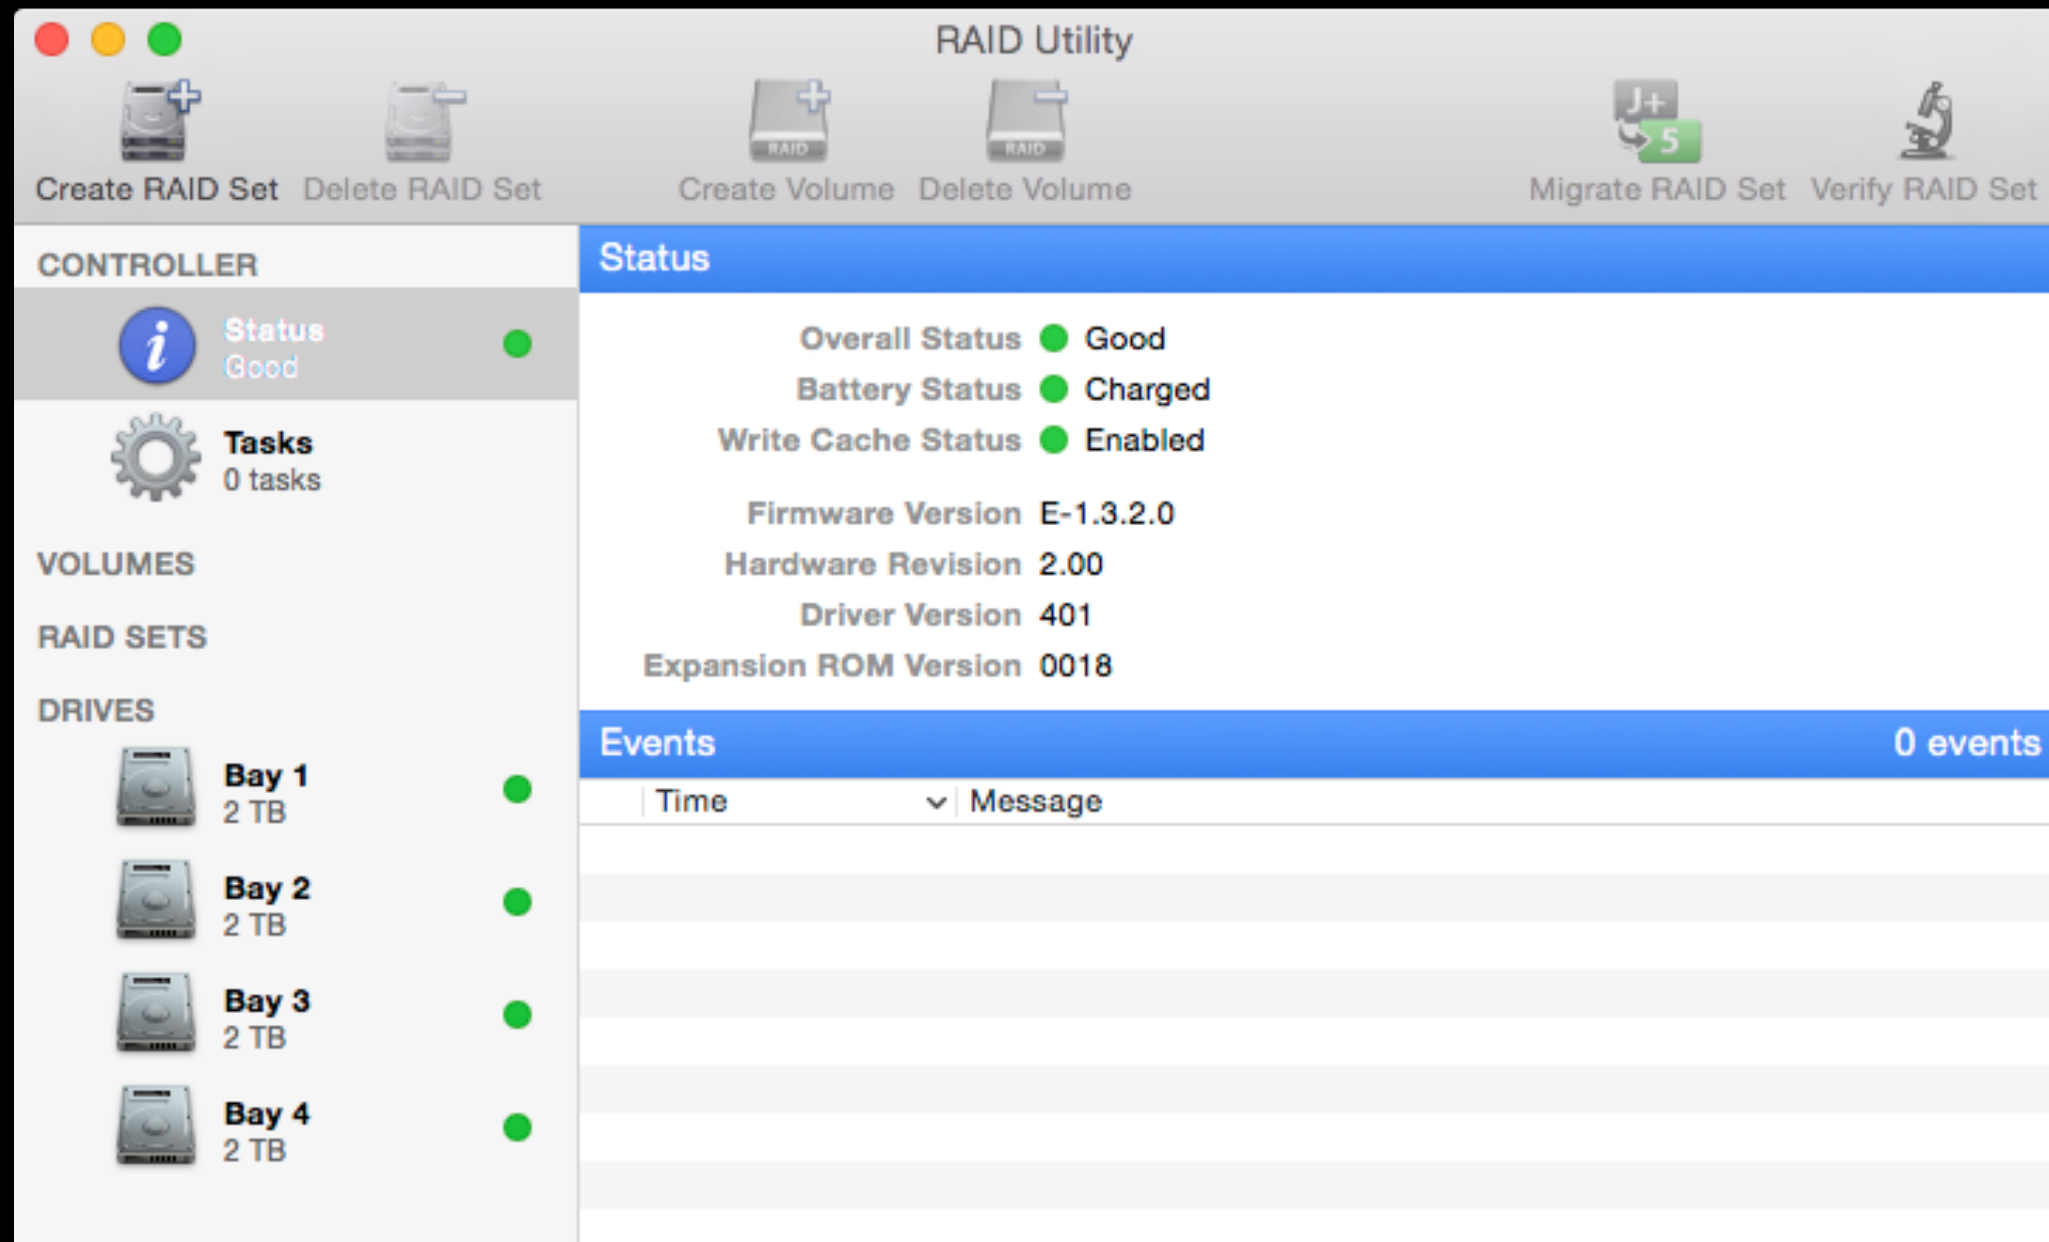 RAID Utility
RAID RAID J+ 5
Create RAID Set Delete RAID Set Create Volume Delete Volume Migrate RAID Set Verify RAID Set
CONTROLLER
Status
Good
Tasks
0 tasks
VOLUMES
RAID SETS
DRIVES
Bay 1
2 TB
Bay 2
2 TB
Bay 3
2 TB
Bay 4
2 TB
Status
Overall Status Good
Battery Status Charged
Write Cache Status Enabled
Firmware Version E-1.3.2.0
Hardware Revision 2.00
Driver Version 401
Expansion ROM Version 0018
Events 0 events
Time Message